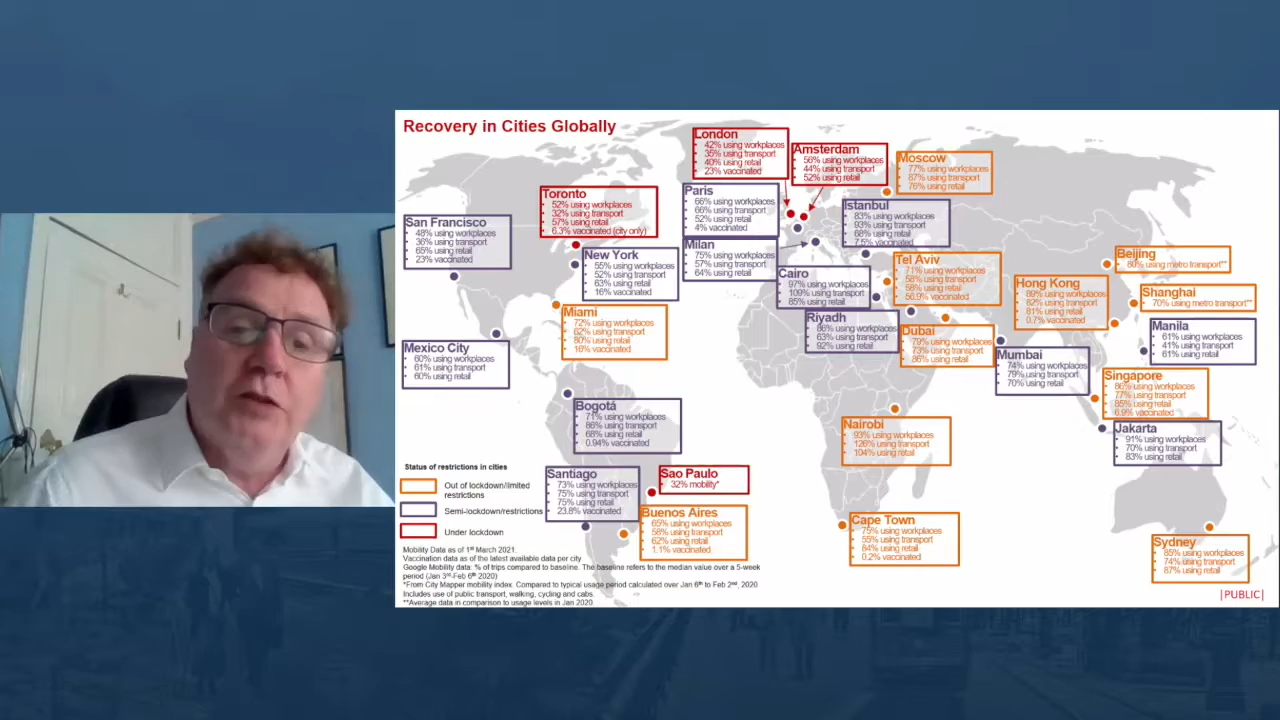 Recovery in Cities Globally
London
42% using workplaces
35% using transport
40% using retail
23% vaccinated
Amsterdam
56% using workplaces
44% using transport
52% using retail
Moscow
77% using workplaces
87% using transport
76% using retail
Toronto
52% using workplaces
32% using transport
57% using retail
6.3% vaccinated (city only)
Paris
66% using workplaces
66% using transport
52% using retail
4% vaccinated
Istanbul
83% using workplaces
93% using transport
68% using retail
7.5% vaccinated
San Francisco
48% using workplaces
36% using transport
65% using retail
23% vaccinated
New York
55% using workplaces
52% using transport
63% using retail
16% vaccinated
Milan
75% using workplaces
57% using transport
64% using retail
Cairo
97% using workplaces
109% using transport
85% using retail
Tel Aviv
71% using workplaces
58% using transport
56% using retail
56.9% vaccinated
Beijing
80% using metro transport**
Hong Kong
89% using workplaces
82% using transport
81% using retail
0.7% vaccinated
Shanghai
70% using metro transport**
Miami
72% using workplaces
62% using transport
80% using retail
16% vaccinated
Riyadh
86% using workplaces
63% using transport
92% using retail
Dubai
79% using workplaces
73% using transport
86% using retail
Manila
61% using workplaces
41% using transport
61% using retail
Mexico City
60% using workplaces
61% using transport
60% using retail
Mumbai
74% using workplaces
79% using transport
70% using retail
Singapore
86% using workplaces
77% using transport
85% using retail
6.9% vaccinated
Bogotá
71% using workplaces
86% using transport
68% using retail
0.94% vaccinated
Nairobi
93% using workplaces
126% using transport
104% using retail
Jakarta
91% using workplaces
70% using transport
83% using retail
Santiago
73% using workplaces
75% using transport
75% using retail
23.8% vaccinated
Sao Paulo
32% mobility*
Buenos Aires
65% using workplaces
58% using transport
62% using retail
1.1% vaccinated
Cape Town
75% using workplaces
55% using transport
84% using retail
0.2% vaccinated
Sydney
85% using workplaces
74% using transport
87% using retail
Status of restrictions in cities
Out of lockdown/limited
restrictions
Semi-lockdown/restrictions
Under lockdown
Mobility Data as of 1st March 2021.
Vaccination data as of the latest available data per city
Google Mobility data: % of trips compared to baseline. The baseline refers to the median value over a 5-week
period (Jan 3rd-Feb 6th 2020)
*From City Mapper mobility index. Compared to typical usage period calculated over Jan 6th to Feb 2nd, 2020
Includes use of public transport, walking, cycling and cabs.
**Average data in comparison to usage levels in Jan 2020
|PUBLIC|